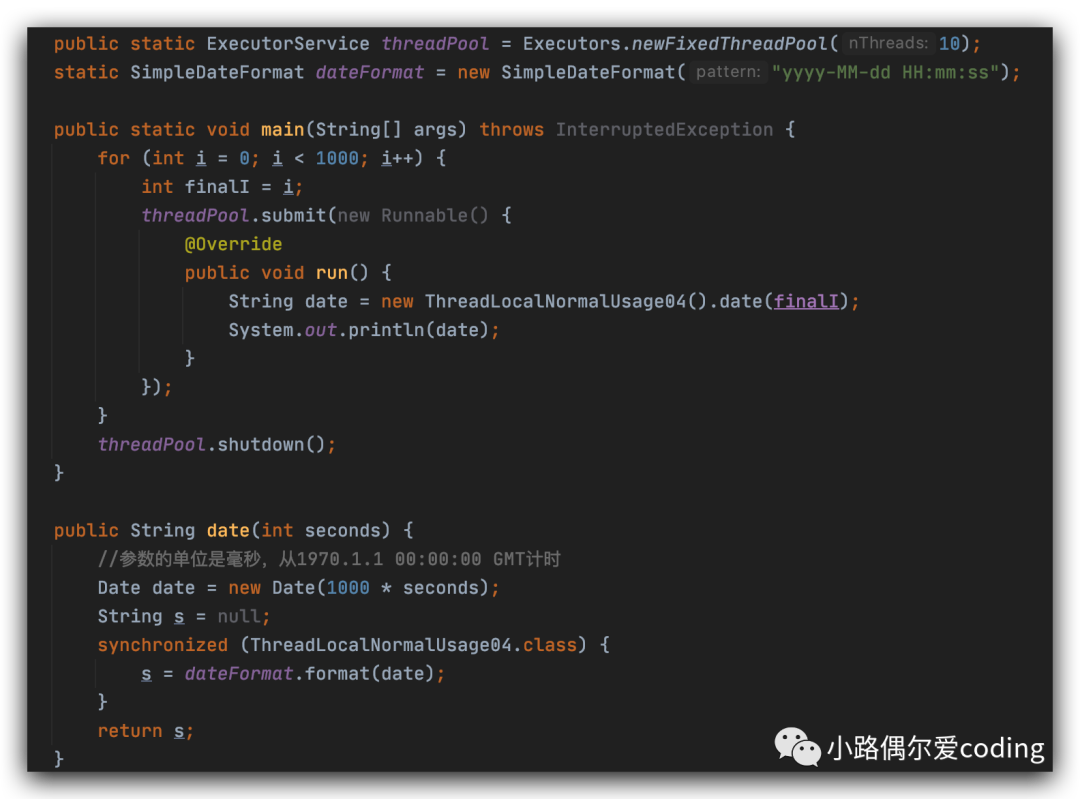 public static ExecutorService threadPool = Executors.newFixedThreadPool( nThreads: 10);
static SimpleDateFormat dateFormat = new SimpleDateFormat( pattern: "yyyy-MM-dd HH:mm:ss");
public static void main(String[] args) throws InterruptedException {
for (int i = 0; i < 1000; i++) {
int finalI = i;
threadPool.submit(new Runnable() {
@Override
public void run() {
String date = new ThreadLocalNormalUsage04().date(finalI);
System.out.println(date);
}
});
}
threadPool.shutdown();
}
public String date(int seconds) {
//参数的单位是毫秒，从1970.1.1 00:00:00 GMT计时
Date date = new Date(1000 * seconds);
String s = null;
synchronized (ThreadLocalNormalUsage04.class) {
s = dateFormat.format(date);
}
return s;
}
小路偶尔爱coding